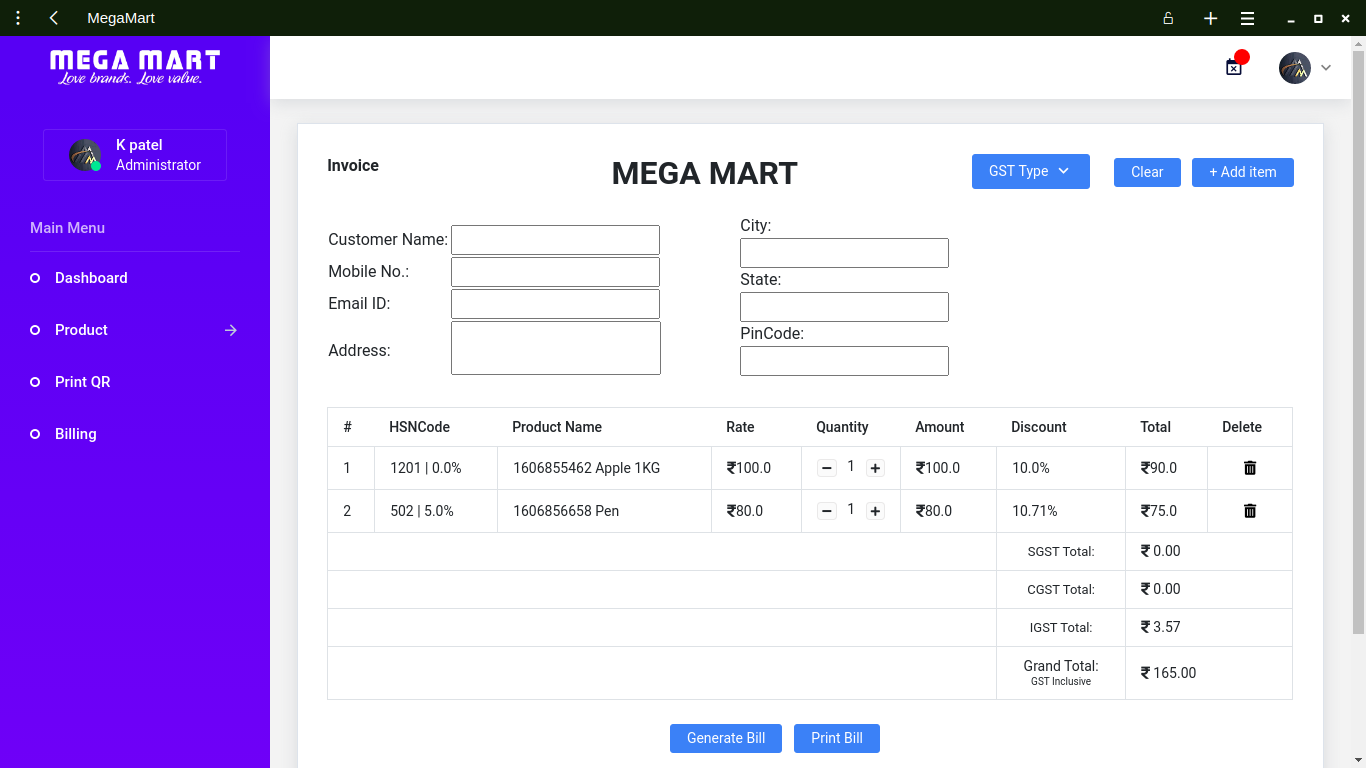 MegaMart
MEGA MART
Love brands. Love value.
K patel
Administrator
Main Menu
Dashboard
Product
Print QR
Billing
Invoice
MEGA MART
GST Type
Clear
+ Add item
Customer Name:
Mobile No.:
Email ID:
Address:
City:
State:
PinCode:
# HSNCode Product Name Rate Quantity Amount Discount Total Delete
1 1201 | 0.0% 1606855462 Apple 1KG ₹100.0 − 1 + ₹100.0 10.0% ₹90.0
2 502 | 5.0% 1606856658 Pen ₹80.0 − 1 + ₹80.0 10.71% ₹75.0
SGST Total: ₹ 0.00
CGST Total: ₹ 0.00
IGST Total: ₹ 3.57
Grand Total: ₹ 165.00
GST Inclusive
Generate Bill
Print Bill